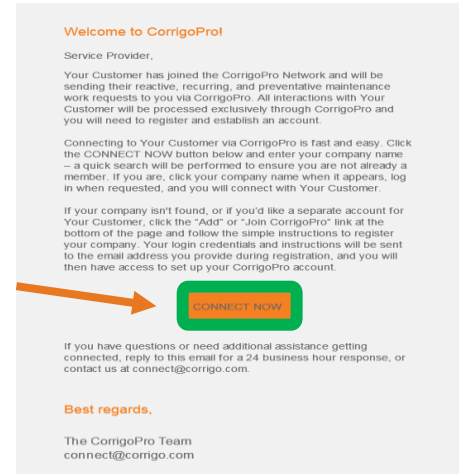 Welcome to CorrigoPro!
Service Provider,
Your Customer has joined the CorrigoPro Network and will be
sending their reactive, recurring, and preventative maintenance
work requests to you via CorrigoPro. All interactions with Your
Customer will be processed exclusively through CorrigoPro and
you will need to register and establish an account.
Connecting to Your Customer via CorrigoPro is fast and easy. Click
the CONNECT NOW button below and enter your company name
– a quick search will be performed to ensure you are not already a
member. If you are, click your company name when it appears, log
in when requested, and you will connect with Your Customer.
If your company isn't found, or if you'd like a separate account for
Your Customer, click the "Add" or "Join CorrigoPro" link at the
bottom of the page and follow the simple instructions to register
your company. Your login credentials and instructions will be sent
to the email address you provide during registration, and you will
then have access to set up your CorrigoPro account.
CONNECT NOW
If you have questions or need additional assistance getting
connected, reply to this email for a 24 business hour response, or
contact us at connect@corrigo.com.
Best regards,
The CorrigoPro Team
connect@corrigo.com